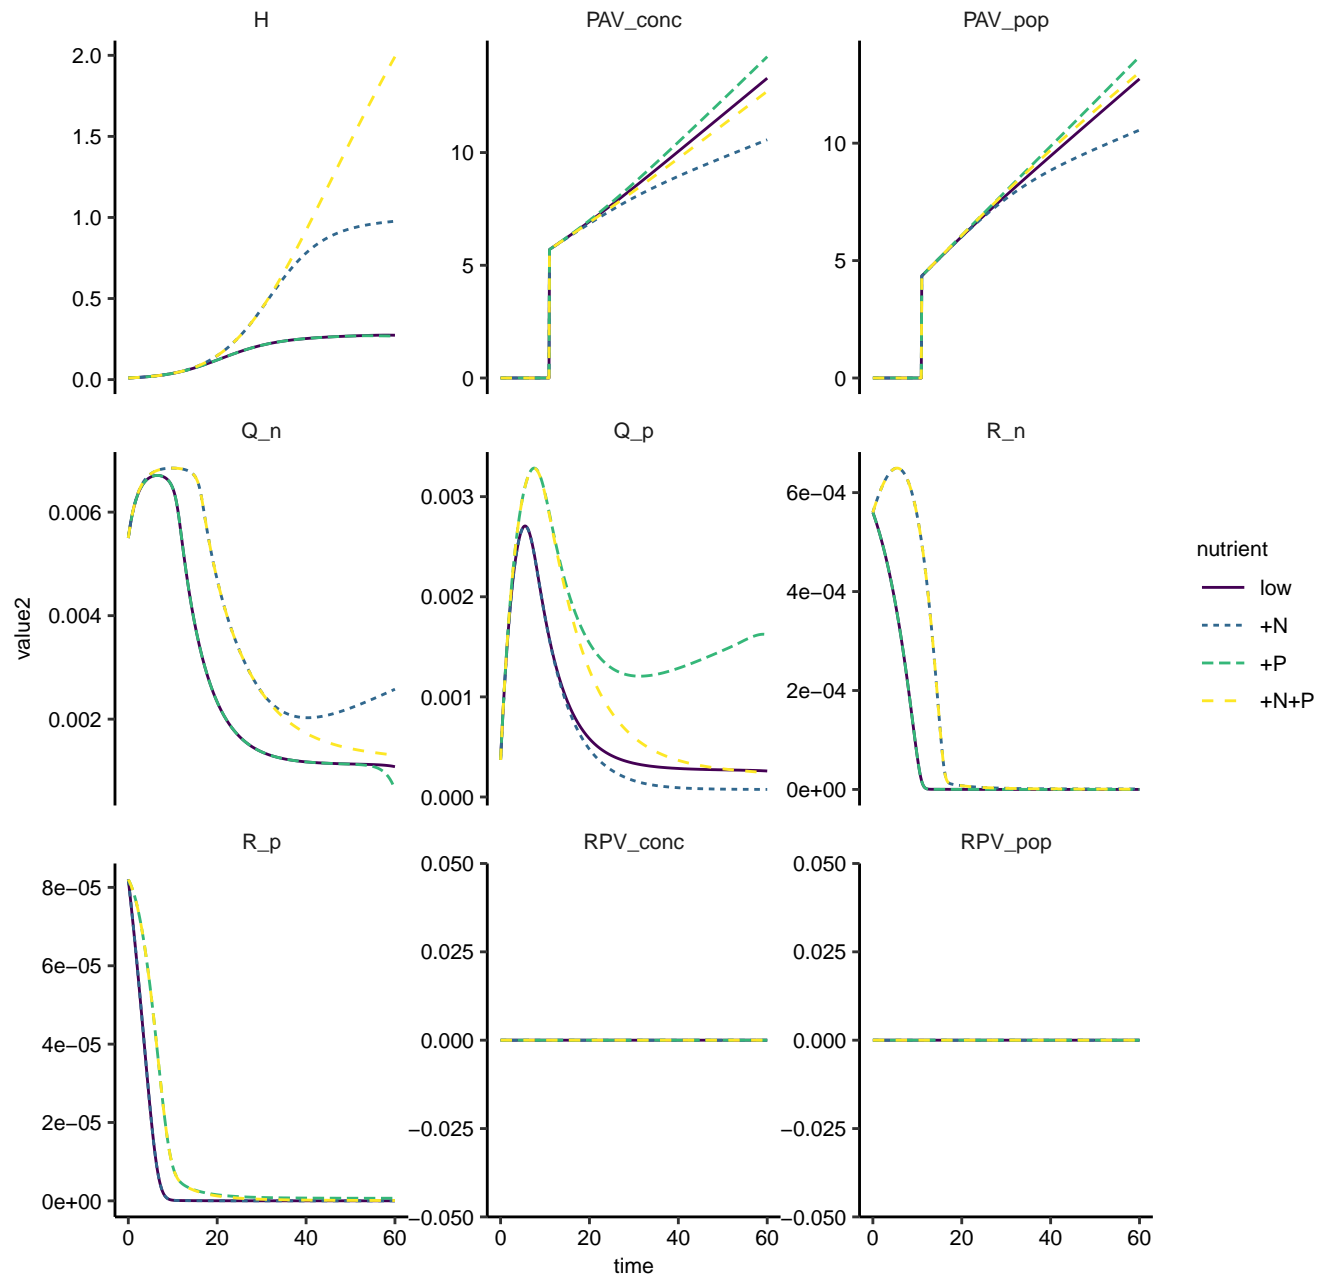 H PAV_conc PAV_pop
2.0
1.5
1.0
0.5
0.0
10
5
0
10
5
0
Q_n Q_p R_n
0.006
0.004
0.002
0.003
0.002
0.001
0.000
6e−04
4e−04
2e−04
0e+00
R_p RPV_conc RPV_pop
8e−05
6e−05
4e−05
2e−05
0e+00
0.050
0.025
0.000
−0.025
−0.050
0.050
0.025
0.000
−0.025
−0.050
0 20 40 60
0 20 40 60
0 20 40 60
time
value2
nutrient
low
+N
+P
+N+P